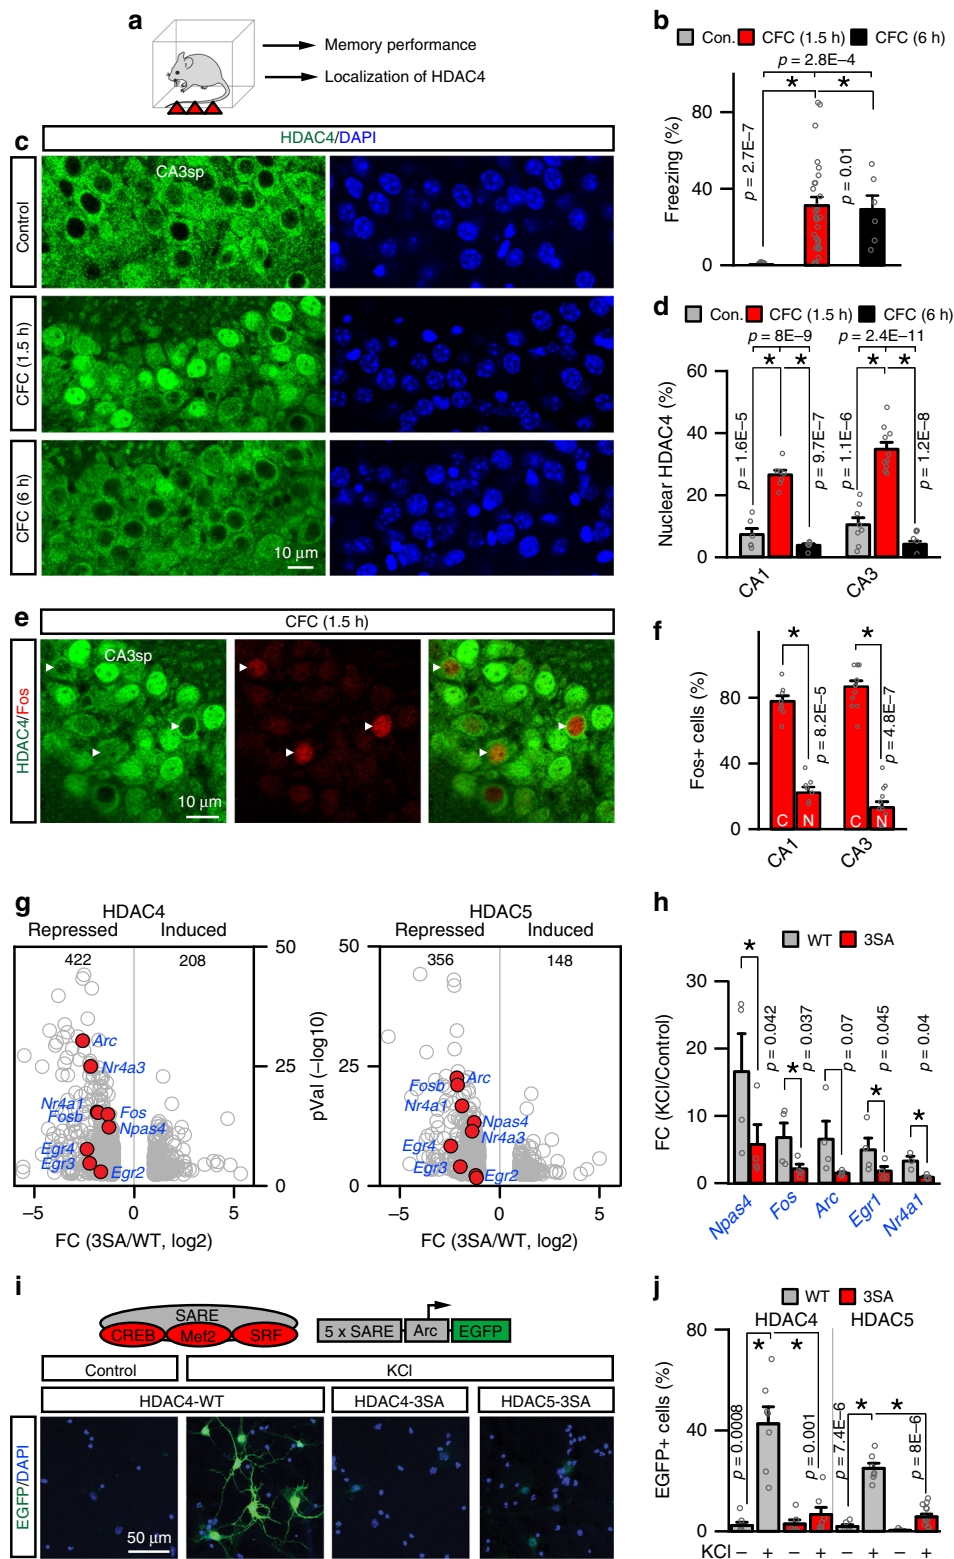 a
Memory performance
Localization of HDAC4
b
Con. CFC (1.5 h) CFC (6 h)
p = 2.8E–4
* *
p = 2.7E–7
p = 0.01
Freezing (%)
80
40
0
c
HDAC4/DAPI
Control
CA3sp
CFC (1.5 h)
CFC (6 h)
10 μm
d
Con. CFC (1.5 h) CFC (6 h)
p = 8E–9 p = 2.4E–11
* * * *
p = 1.6E–5
p = 9.7E–7
p = 1.1E–6
p = 1.2E–8
Nuclear HDAC4 (%)
60
40
20
0
CA1 CA3
e
CFC (1.5 h)
HDAC4/Fos
CA3sp
10 μm
f
* *
p = 8.2E–5
p = 4.8E–7
Fos+ cells (%)
80
40
0
C N C N
CA1 CA3
g
HDAC4
Repressed Induced
422 208
50
25
0
Arc
Nr4a3
Nr4a1
Fosb
Fos
Npas4
Egr4
Egr3
Egr2
–5 0 5
FC (3SA/WT, log2)
pVal (–log10)
HDAC5
Repressed Induced
356 148
50
25
0
Arc
Fosb
Nr4a1
Npas4
Nr4a3
Egr4
Egr3
Egr2
–5 0 5
FC (3SA/WT, log2)
h
WT 3SA
* * * *
p = 0.042
p = 0.037
p = 0.07
p = 0.045
p = 0.04
FC (KCl/Control)
30
20
10
0
Npas4 Fos Arc Egr1 Nr4a1
i
SARE
CREB Mef2 SRF
5 x SARE Arc EGFP
Control KCl
HDAC4-WT HDAC4-3SA HDAC5-3SA
EGFP/DAPI
50 μm
j
WT 3SA
HDAC4 HDAC5
* * * *
p = 0.0008
p = 0.001
p = 7.4E–6
p = 8E–6
EGFP+ cells (%)
80
40
0
KCl – + – + – + – +